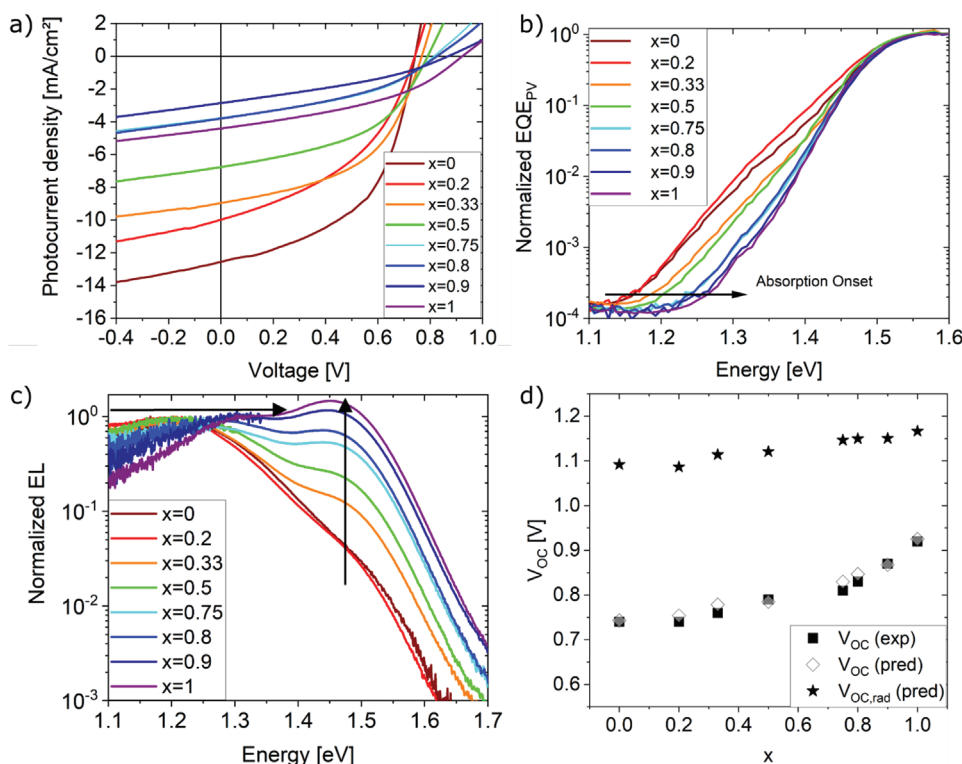 a)
Photocurrent density [mA/cm²]
2
0
-2
-4
-6
-8
-10
-12
-14
-16
-0.4 -0.2 0.0 0.2 0.4 0.6 0.8 1.0
Voltage [V]
x=0
x=0.2
x=0.33
x=0.5
x=0.75
x=0.8
x=0.9
x=1
b)
Normalized EQE_PV
10⁰
10⁻¹
10⁻²
10⁻³
10⁻⁴
x=0
x=0.2
x=0.33
x=0.5
x=0.75
x=0.8
x=0.9
x=1
Absorption Onset
1.1 1.2 1.3 1.4 1.5 1.6
Energy [eV]
c)
Normalized EL
10⁰
10⁻¹
10⁻²
10⁻³
x=0
x=0.2
x=0.33
x=0.5
x=0.75
x=0.8
x=0.9
x=1
1.1 1.2 1.3 1.4 1.5 1.6 1.7
Energy [eV]
d)
V_OC [V]
1.2
1.1
1.0
0.9
0.8
0.7
0.6
V_OC (exp)
V_OC (pred)
V_OC,rad (pred)
0.0 0.2 0.4 0.6 0.8 1.0
x